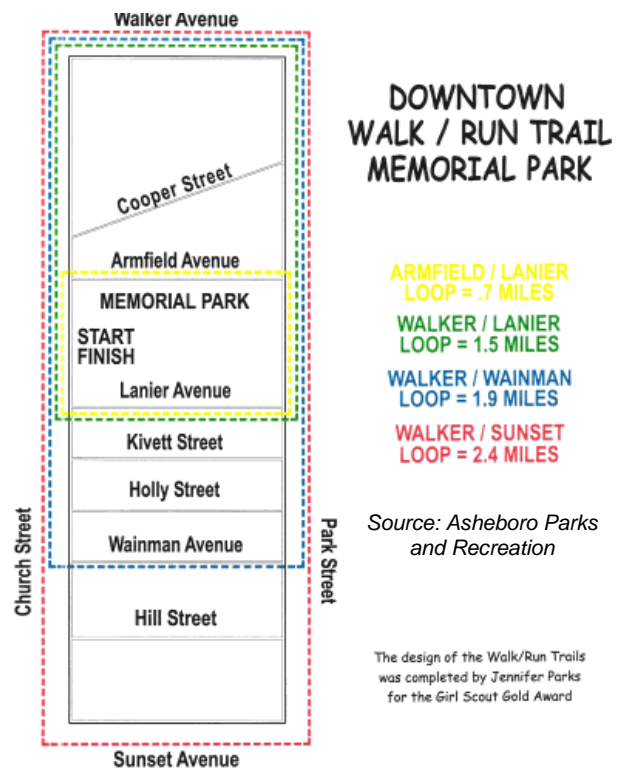 Walker Avenue
Cooper Street
Armfield Avenue
MEMORIAL PARK
START
FINISH
Lanier Avenue
Kivett Street
Holly Street
Wainman Avenue
Hill Street
Sunset Avenue
Church Street
Park Street
DOWNTOWN
WALK / RUN TRAIL
MEMORIAL PARK
ARMFIELD / LANIER
LOOP = .7 MILES
WALKER / LANIER
LOOP = 1.5 MILES
WALKER / WAINMAN
LOOP = 1.9 MILES
WALKER / SUNSET
LOOP = 2.4 MILES
Source: Asheboro Parks
and Recreation
The design of the Walk/Run Trails
was completed by Jennifer Parks
for the Girl Scout Gold Award